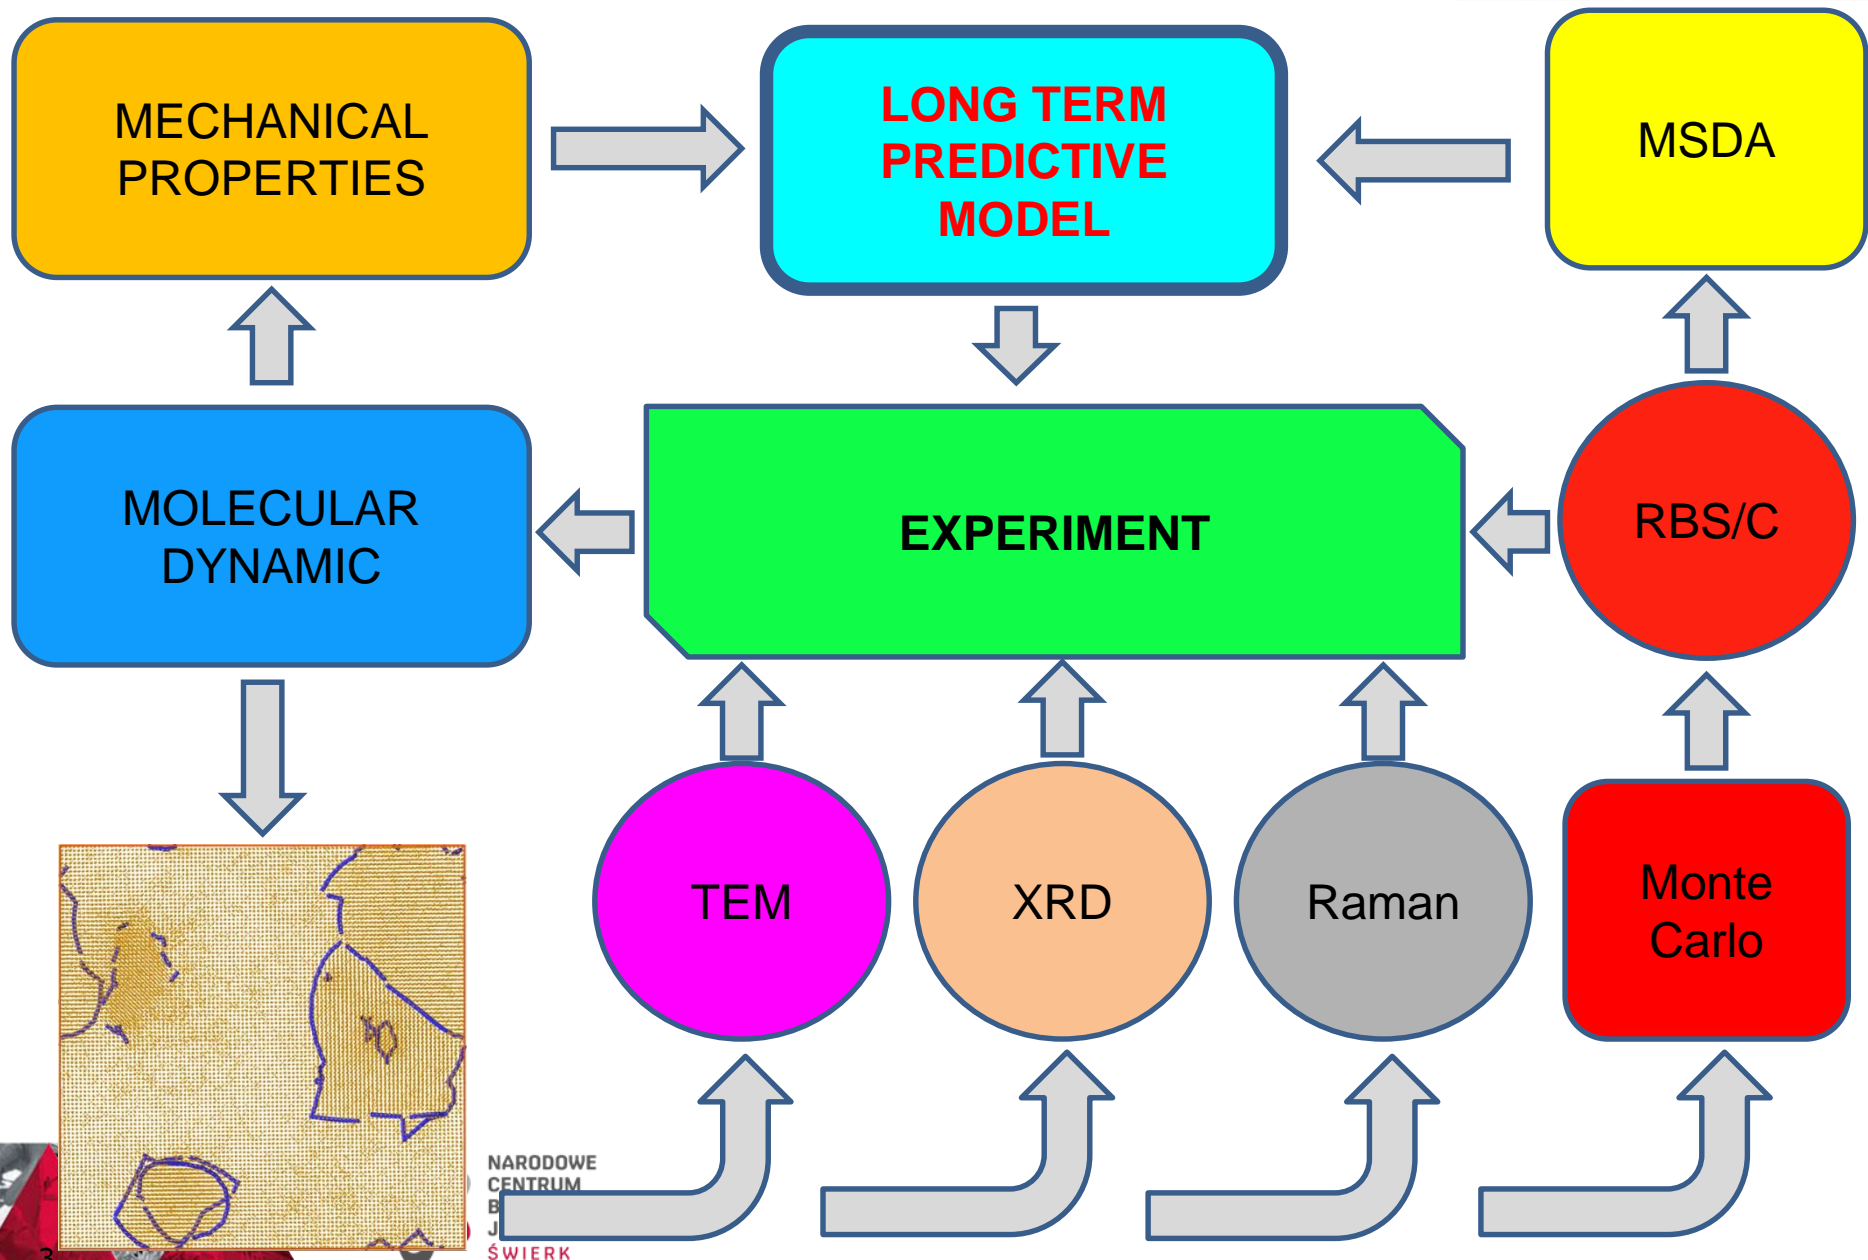 MECHANICAL
PROPERTIES
LONG TERM
PREDICTIVE
MODEL
MSDA
MOLECULAR
DYNAMIC
EXPERIMENT
RBS/C
TEM
XRD
Raman
Monte
Carlo
NARODOWE
CENTRUM
B
J
ŚWIERK
3